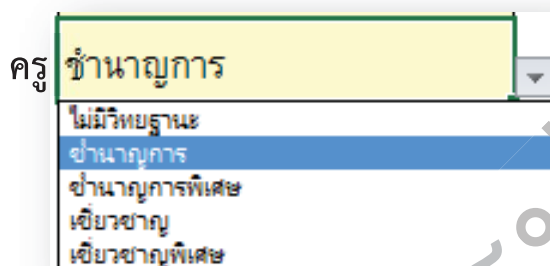 ครู ชำนาญการ
ไม่มีวิทยฐานะ
ชำนาญการ
ชำนาญการพิเศษ
เชี่ยวชาญ
เชี่ยวชาญพิเศษ